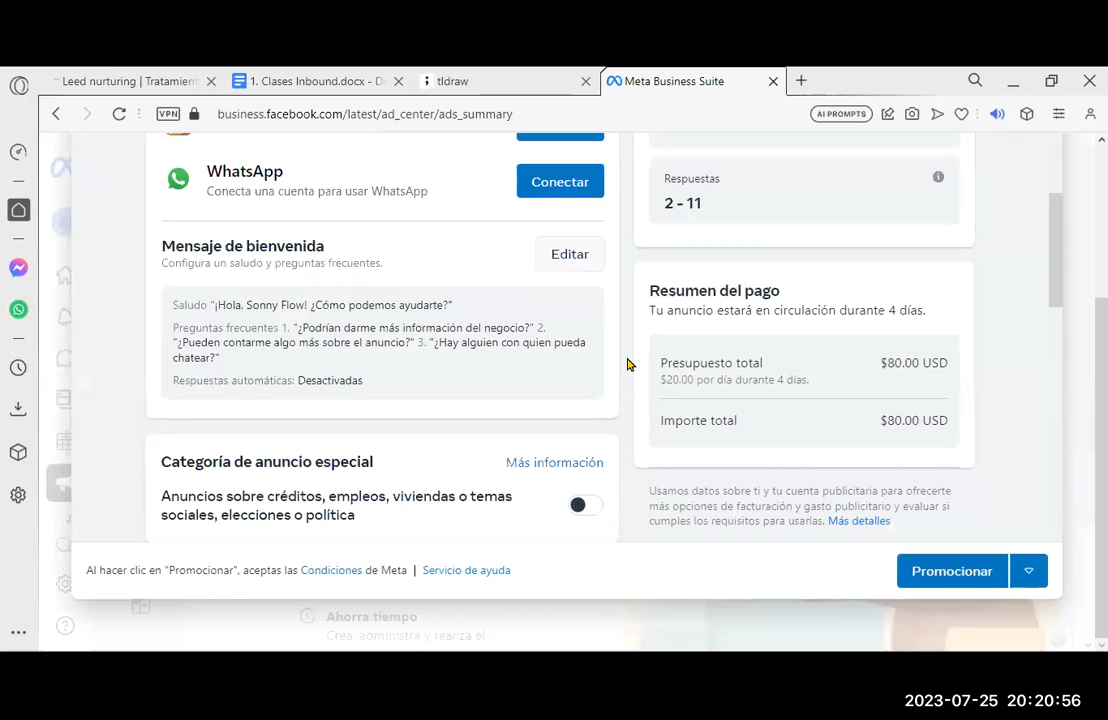 Leed nurturing | Tratamient
1. Clases Inbound.docx - D
tldraw
Meta Business Suite
VPN
business.facebook.com/latest/ad_center/ads_summary
AI PROMPTS
WhatsApp
Conecta una cuenta para usar WhatsApp
Conectar
Mensaje de bienvenida
Configura un saludo y preguntas frecuentes.
Editar
Saludo "¡Hola, Sonny Flow! ¿Cómo podemos ayudarte?"
Preguntas frecuentes 1. "¿Podrían darme más información del negocio?" 2.
"¿Pueden contarme algo más sobre el anuncio?" 3. "¿Hay alguien con quien pueda
chatear?"
Respuestas automáticas: Desactivadas
Categoría de anuncio especial
Más información
Anuncios sobre créditos, empleos, viviendas o temas
sociales, elecciones o política
Respuestas
2 - 11
Resumen del pago
Tu anuncio estará en circulación durante 4 días.
Presupuesto total
$80.00 USD
$20.00 por día durante 4 días.
Importe total
$80.00 USD
Usamos datos sobre ti y tu cuenta publicitaria para ofrecerte
más opciones de facturación y gasto publicitario y evaluar si
cumples los requisitos para usarlas. Más detalles
Al hacer clic en "Promocionar", aceptas las Condiciones de Meta | Servicio de ayuda
Promocionar
Ahorra tiempo
Crea, administra y realiza el
2023-07-25 20:20:56